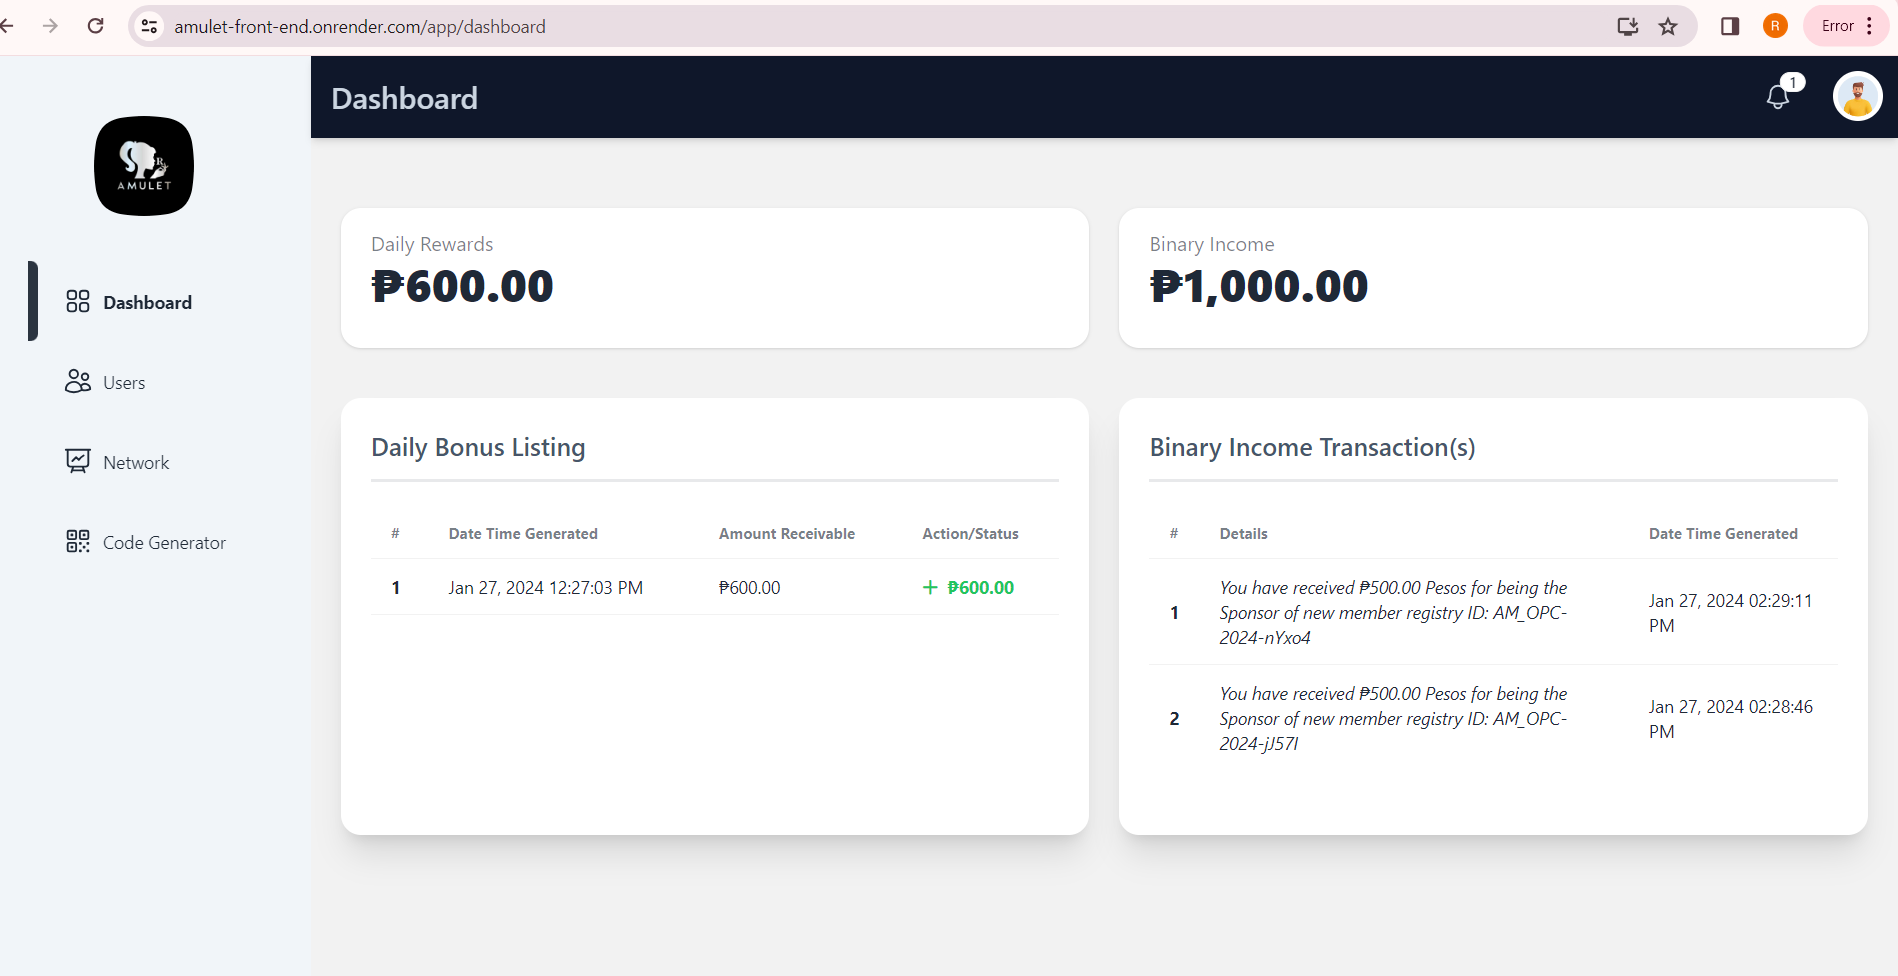 amulet-front-end.onrender.com/app/dashboard
R
Error
Dashboard
1
R
AMULET
Dashboard
Users
Network
Code Generator
Daily Rewards
₱600.00
Binary Income
₱1,000.00
Daily Bonus Listing
# Date Time Generated Amount Receivable Action/Status
1 Jan 27, 2024 12:27:03 PM ₱600.00 + ₱600.00
Binary Income Transaction(s)
# Details Date Time Generated
You have received ₱500.00 Pesos for being the
1 Sponsor of new member registry ID: AM_OPC- Jan 27, 2024 02:29:11
2024-nYxo4 PM
You have received ₱500.00 Pesos for being the
2 Sponsor of new member registry ID: AM_OPC- Jan 27, 2024 02:28:46
2024-jJ57I PM